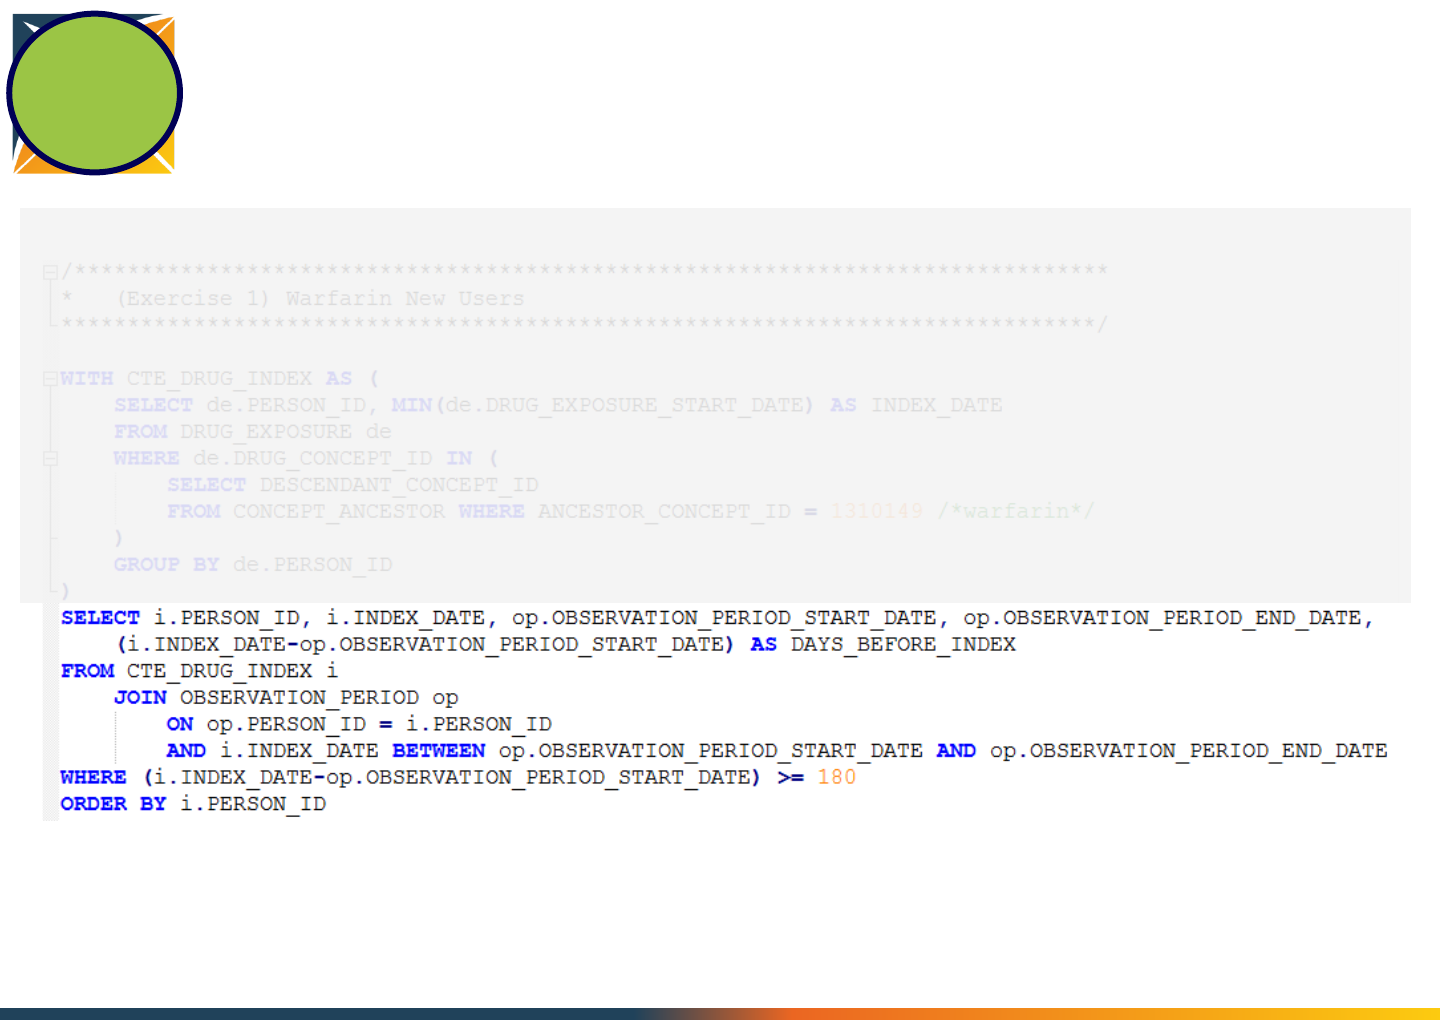 /******************************************************************************
*   (Exercise 1) Warfarin New Users
******************************************************************************/
WITH CTE_DRUG_INDEX AS (
    SELECT de.PERSON_ID, MIN(de.DRUG_EXPOSURE_START_DATE) AS INDEX_DATE
    FROM DRUG_EXPOSURE de
    WHERE de.DRUG_CONCEPT_ID IN (
        SELECT DESCENDANT_CONCEPT_ID
        FROM CONCEPT_ANCESTOR WHERE ANCESTOR_CONCEPT_ID = 1310149 /*warfarin*/
    )
    GROUP BY de.PERSON_ID
)
SELECT i.PERSON_ID, i.INDEX_DATE, op.OBSERVATION_PERIOD_START_DATE, op.OBSERVATION_PERIOD_END_DATE,
    (i.INDEX_DATE-op.OBSERVATION_PERIOD_START_DATE) AS DAYS_BEFORE_INDEX
FROM CTE_DRUG_INDEX i
    JOIN OBSERVATION_PERIOD op
        ON op.PERSON_ID = i.PERSON_ID
        AND i.INDEX_DATE BETWEEN op.OBSERVATION_PERIOD_START_DATE AND op.OBSERVATION_PERIOD_END_DATE
WHERE (i.INDEX_DATE-op.OBSERVATION_PERIOD_START_DATE) >= 180
ORDER BY i.PERSON_ID